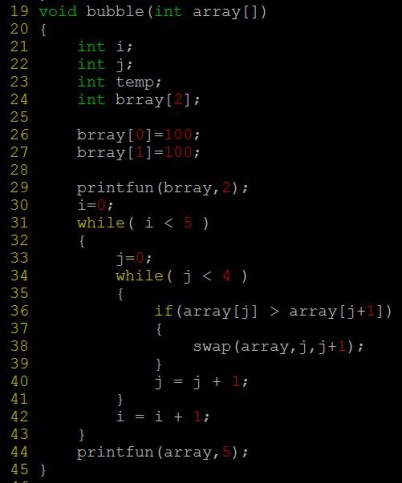 19 void bubble(int array[])
20 {
21     int i;
22     int j;
23     int temp;
24     int brray[2];
25
26     brray[0]=100;
27     brray[1]=100;
28
29     printfun(brray,2);
30     i=0;
31     while( i < 5 )
32     {
33         j=0;
34         while( j < 4 )
35         {
36             if(array[j] > array[j+1])
37             {
38                 swap(array,j,j+1);
39             }
40             j = j + 1;
41         }
42         i = i + 1;
43     }
44     printfun(array,5);
45 }